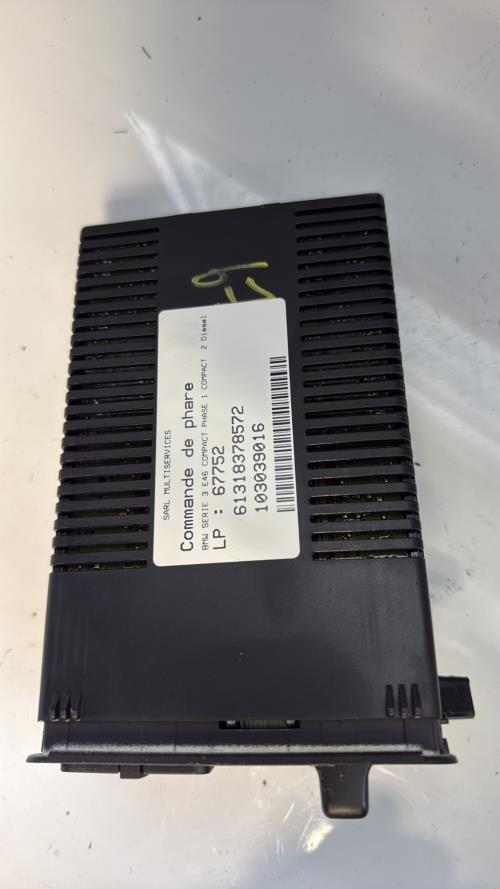 SARL MULTISERVICES
Commande de phare
BMW SERIE 3 E46 COMPACT PHASE 1 COMPACT 2 Diesel
LP : 67752
61318378572
103039016